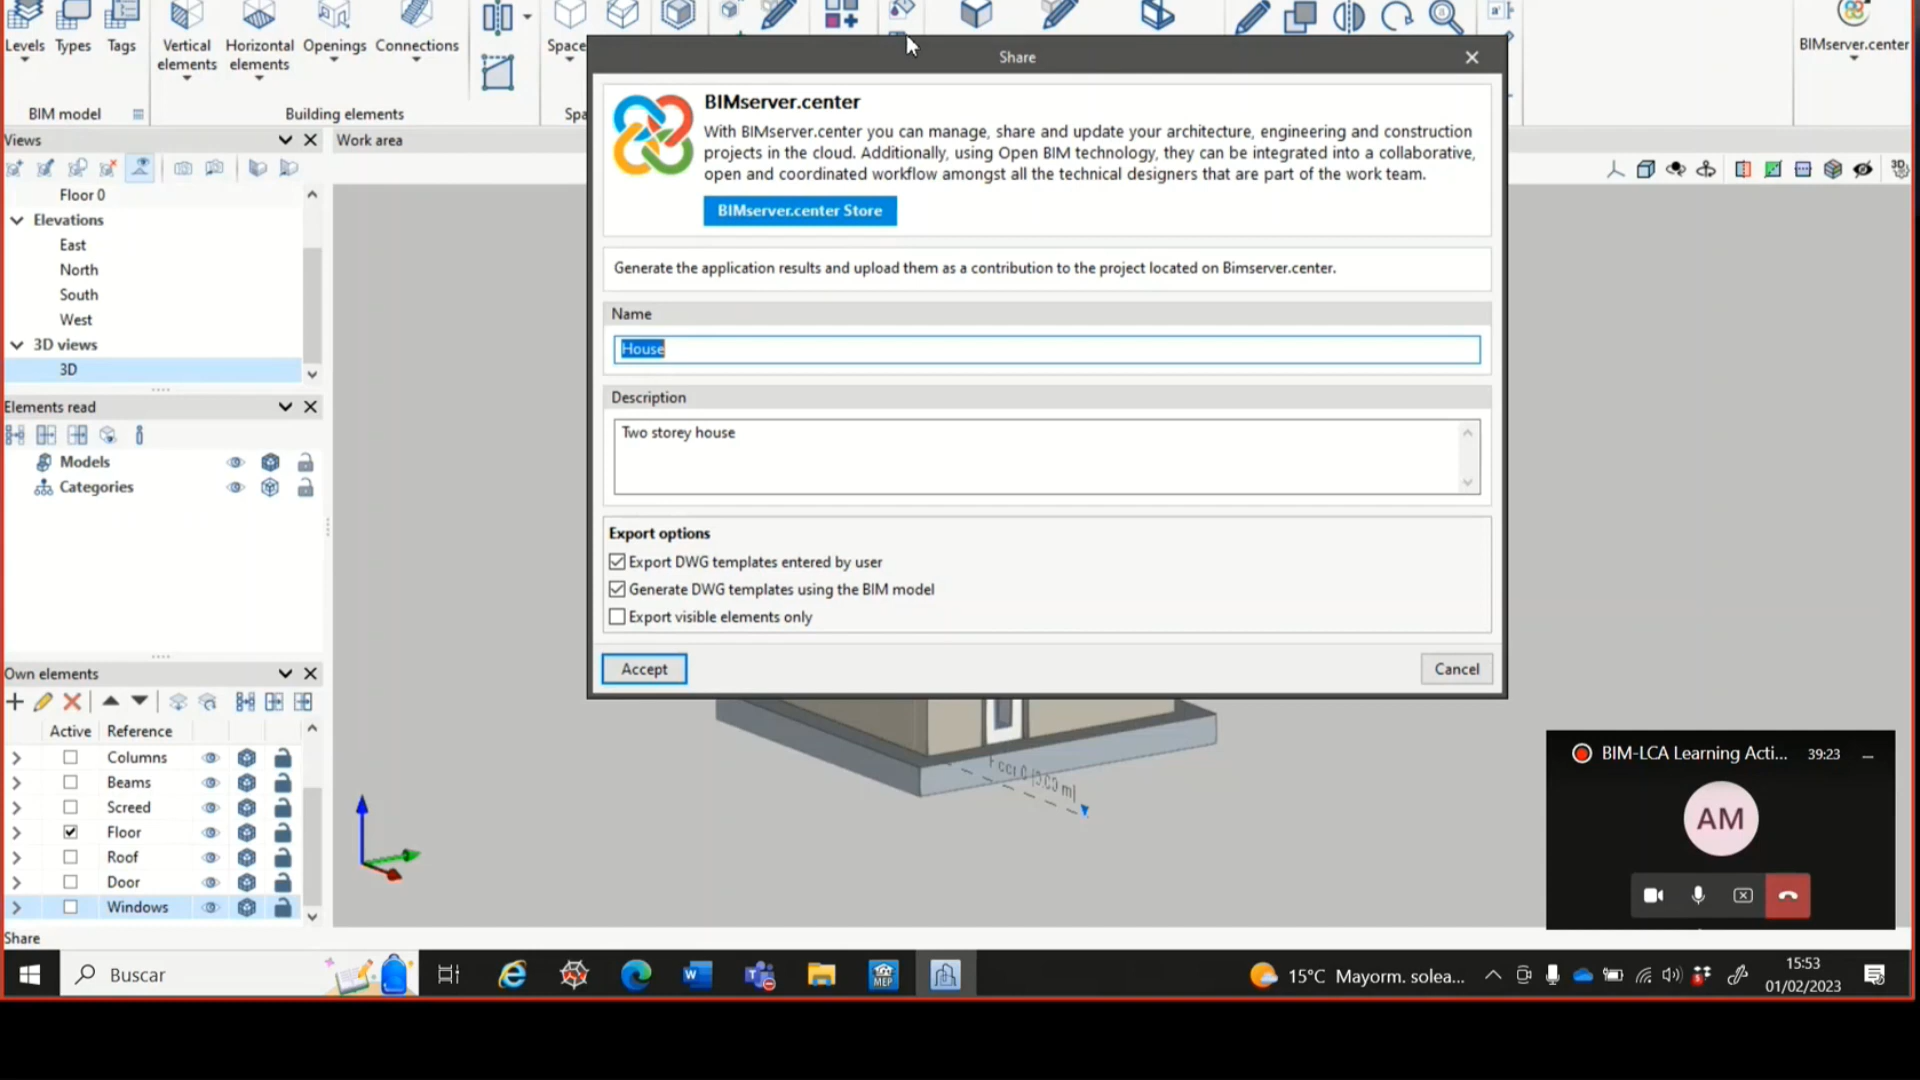 Levels Types Tags
Vertical elements
Horizontal elements
Openings Connections
Space
BIMserver.center
BIM model
Building elements
Spa
Share
BIMserver.center
With BIMserver.center you can manage, share and update your architecture, engineering and construction
projects in the cloud. Additionally, using Open BIM technology, they can be integrated into a collaborative,
open and coordinated workflow amongst all the technical designers that are part of the work team.
BIMserver.center Store
Generate the application results and upload them as a contribution to the project located on Bimserver.center.
Name
House
Description
Two storey house
Export options
Export DWG templates entered by user
Generate DWG templates using the BIM model
Export visible elements only
Accept
Cancel
Views
Work area
Floor 0
Elevations
East
North
South
West
3D views
3D
Elements read
Models
Categories
Own elements
Active Reference
Columns
Beams
Screed
Floor
Roof
Door
Windows
Share
BIM-LCA Learning Acti... 39:23
AM
Buscar
MEP
15°C Mayorm. solea...
15:53
01/02/2023